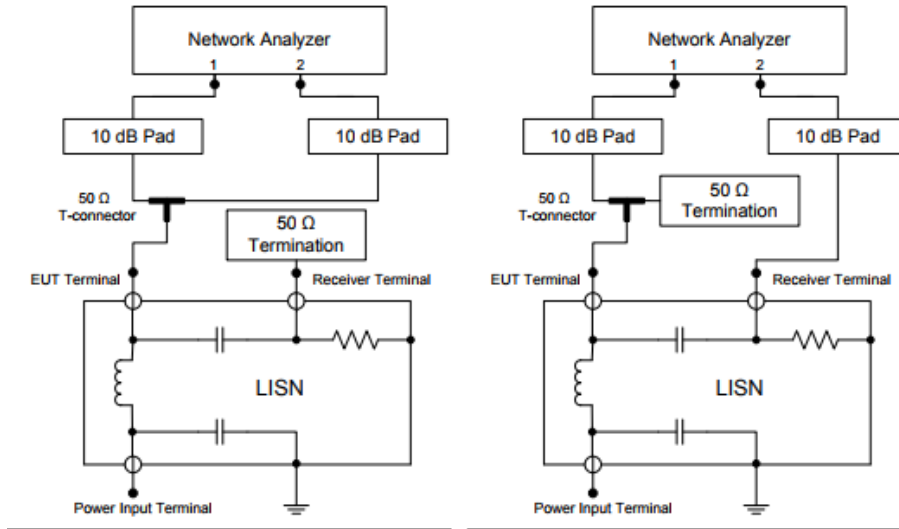 Network Analyzer
1
2
10 dB Pad
10 dB Pad
50 Ω
T-connector
50 Ω
Termination
EUT Terminal
Receiver Terminal
LISN
Power Input Terminal
Network Analyzer
1
2
10 dB Pad
10 dB Pad
50 Ω
T-connector
50 Ω
Termination
EUT Terminal
Receiver Terminal
LISN
Power Input Terminal